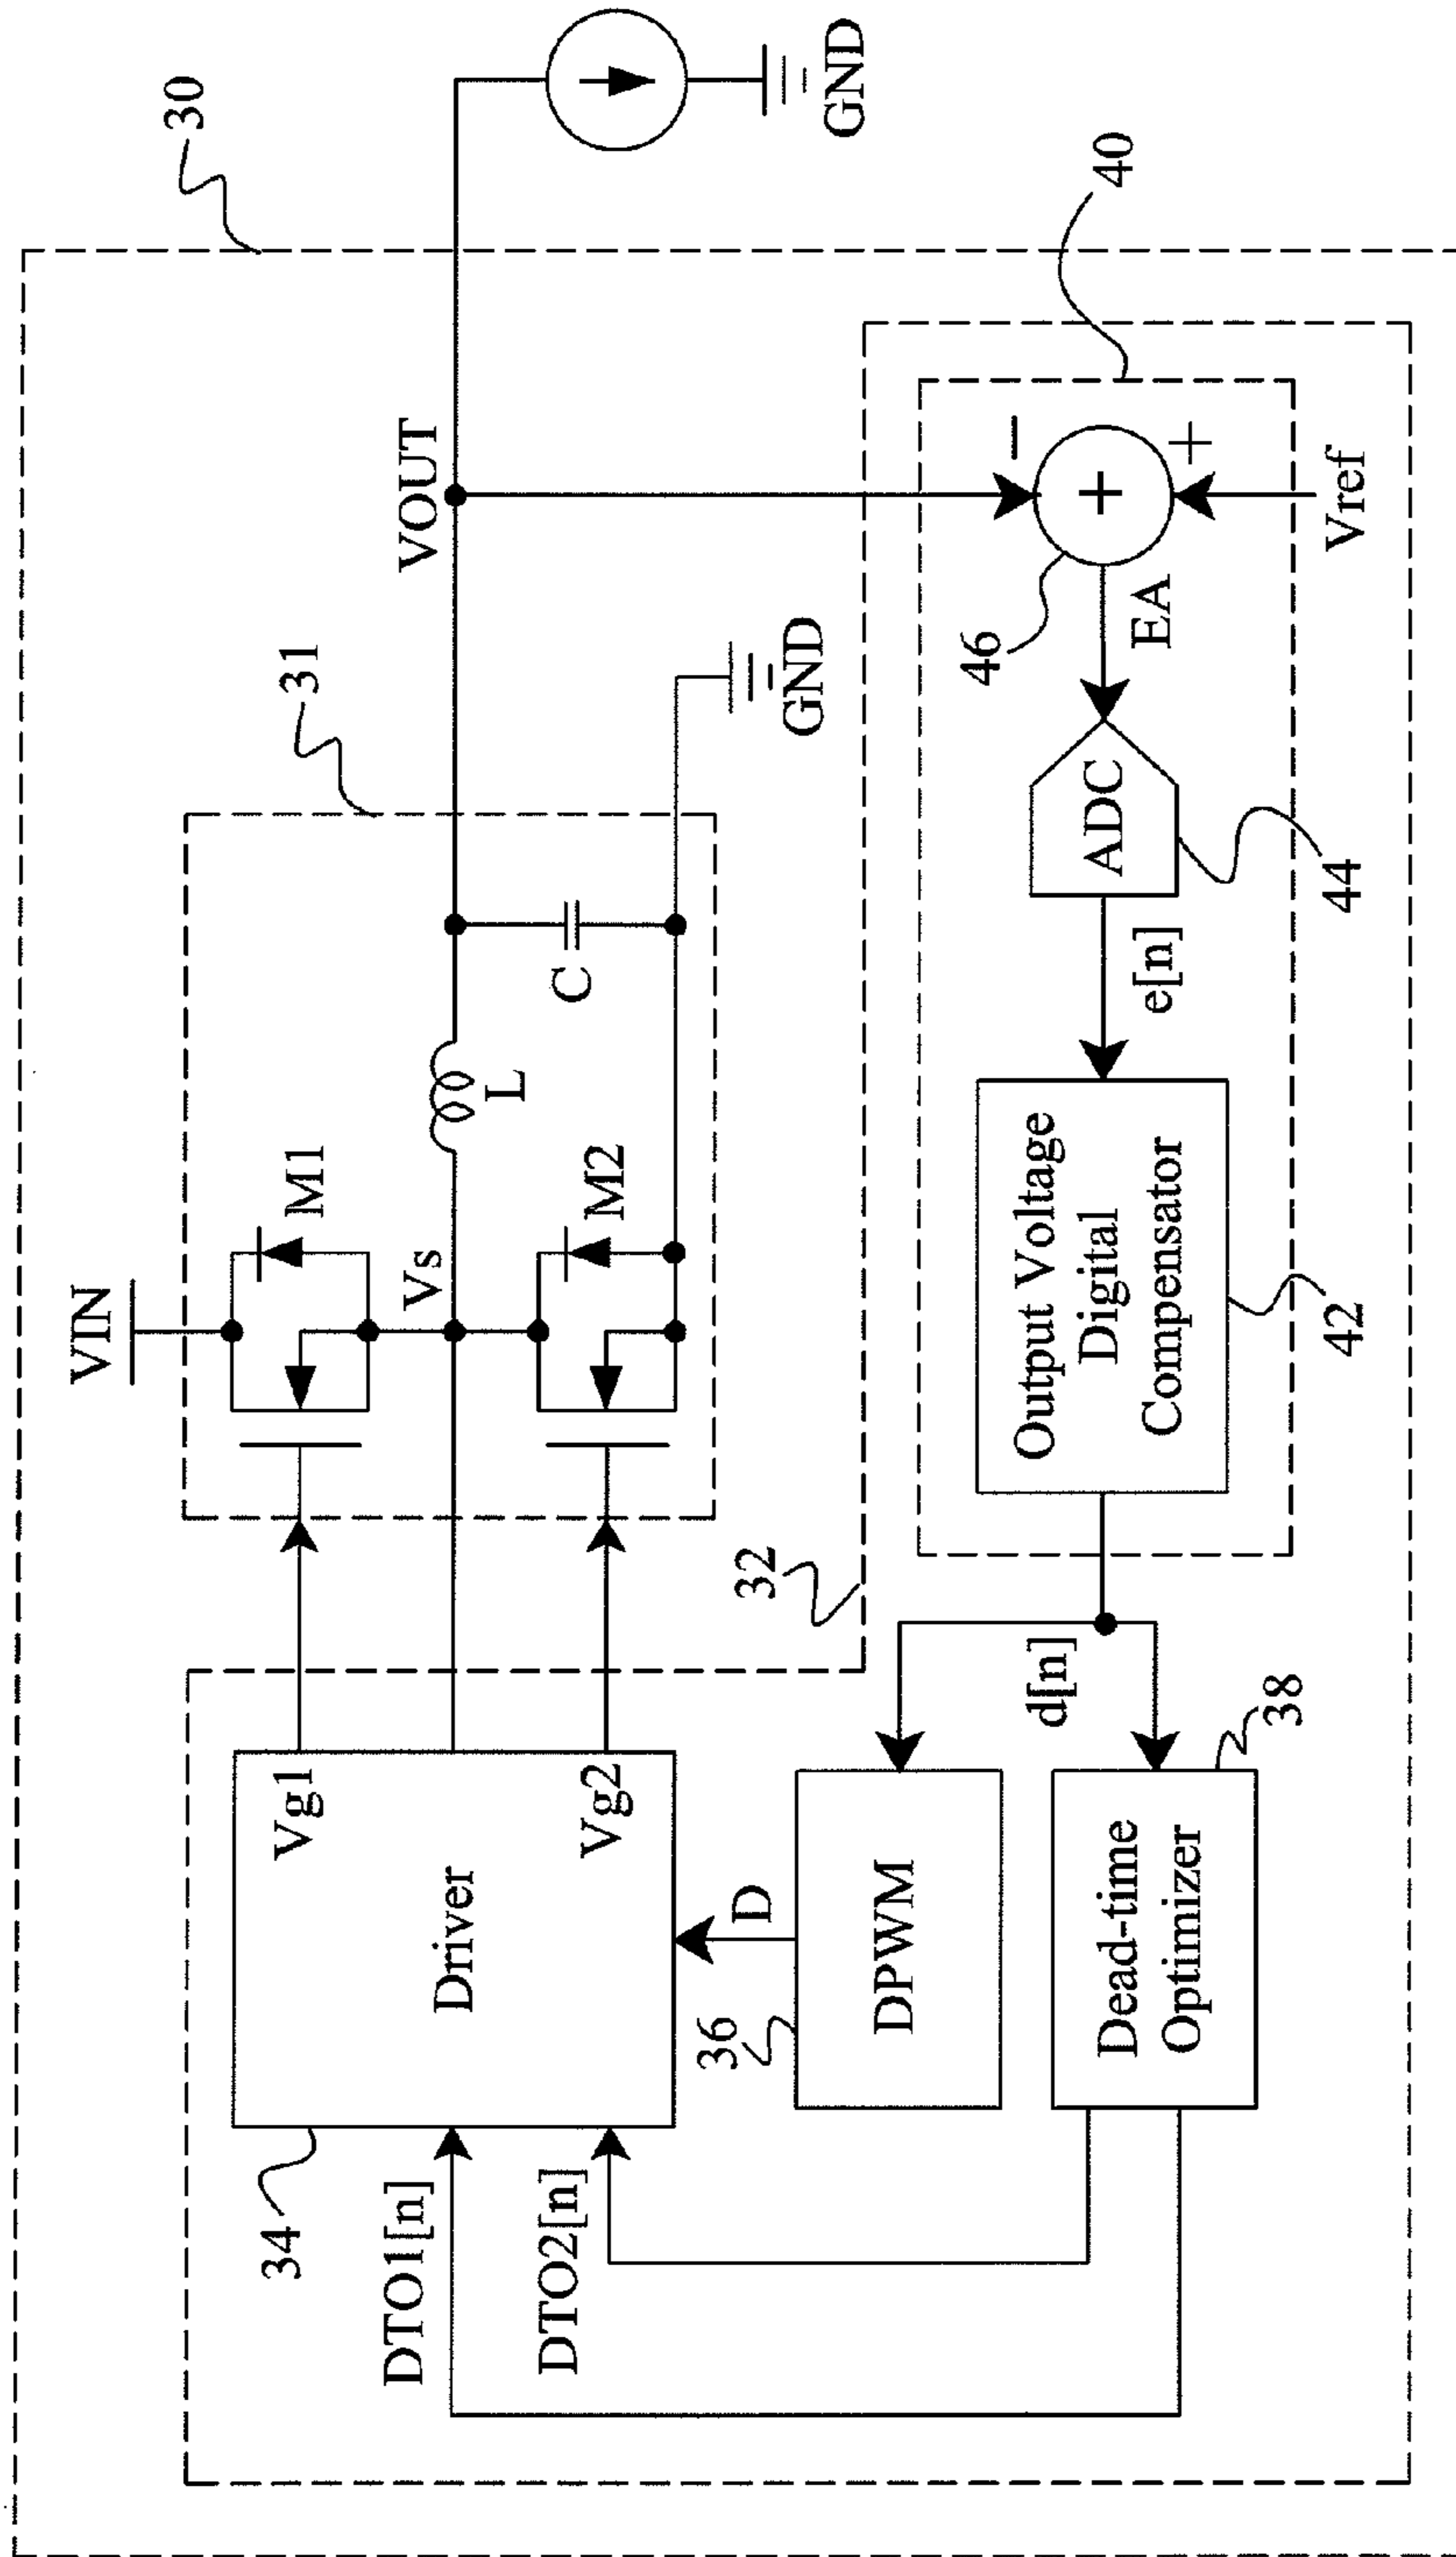 30
31
VIN
M1
Vs
L
M2
C
VOUT
GND
GND
Vg1
Driver
Vg2
34
DTO1[n]
DTO2[n]
D
36
DPWM
32
d[n]
Dead-time
Optimizer
38
40
Output Voltage
Digital
Compensator
42
e[n]
ADC
44
EA
46
−
+
+
Vref